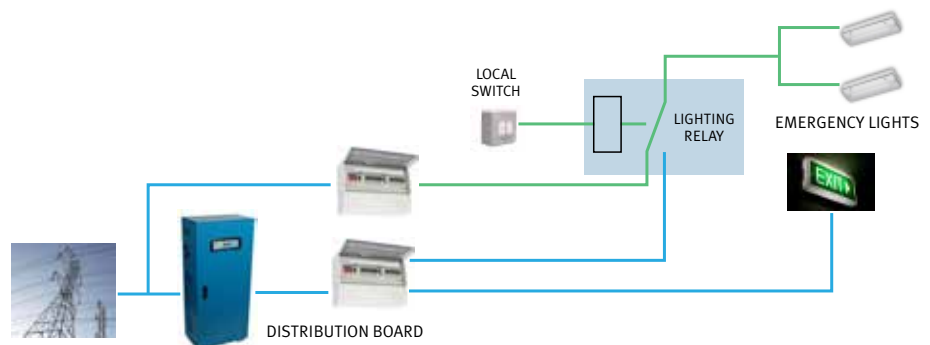 LOCAL
SWITCH
LIGHTING
RELAY
EMERGENCY LIGHTS
EXIT
DISTRIBUTION BOARD